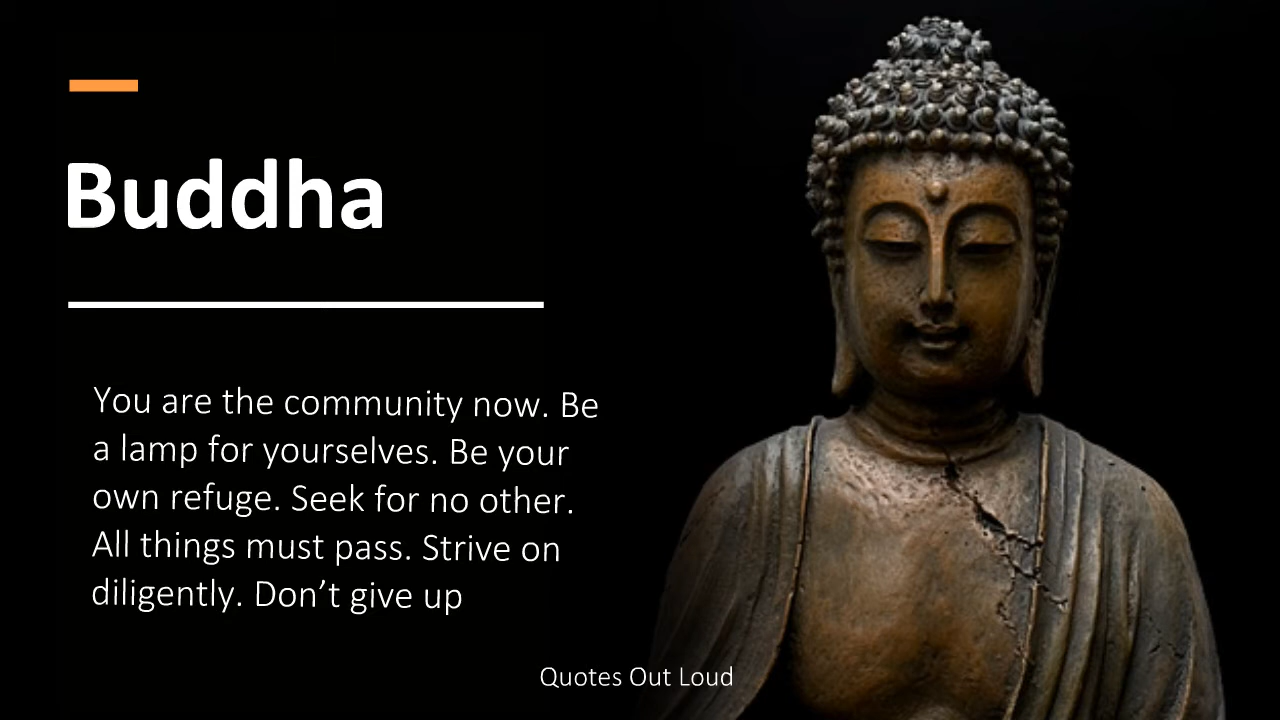 Buddha
You are the community now. Be
a lamp for yourselves. Be your
own refuge. Seek for no other.
All things must pass. Strive on
diligently. Don’t give up
Quotes Out Loud